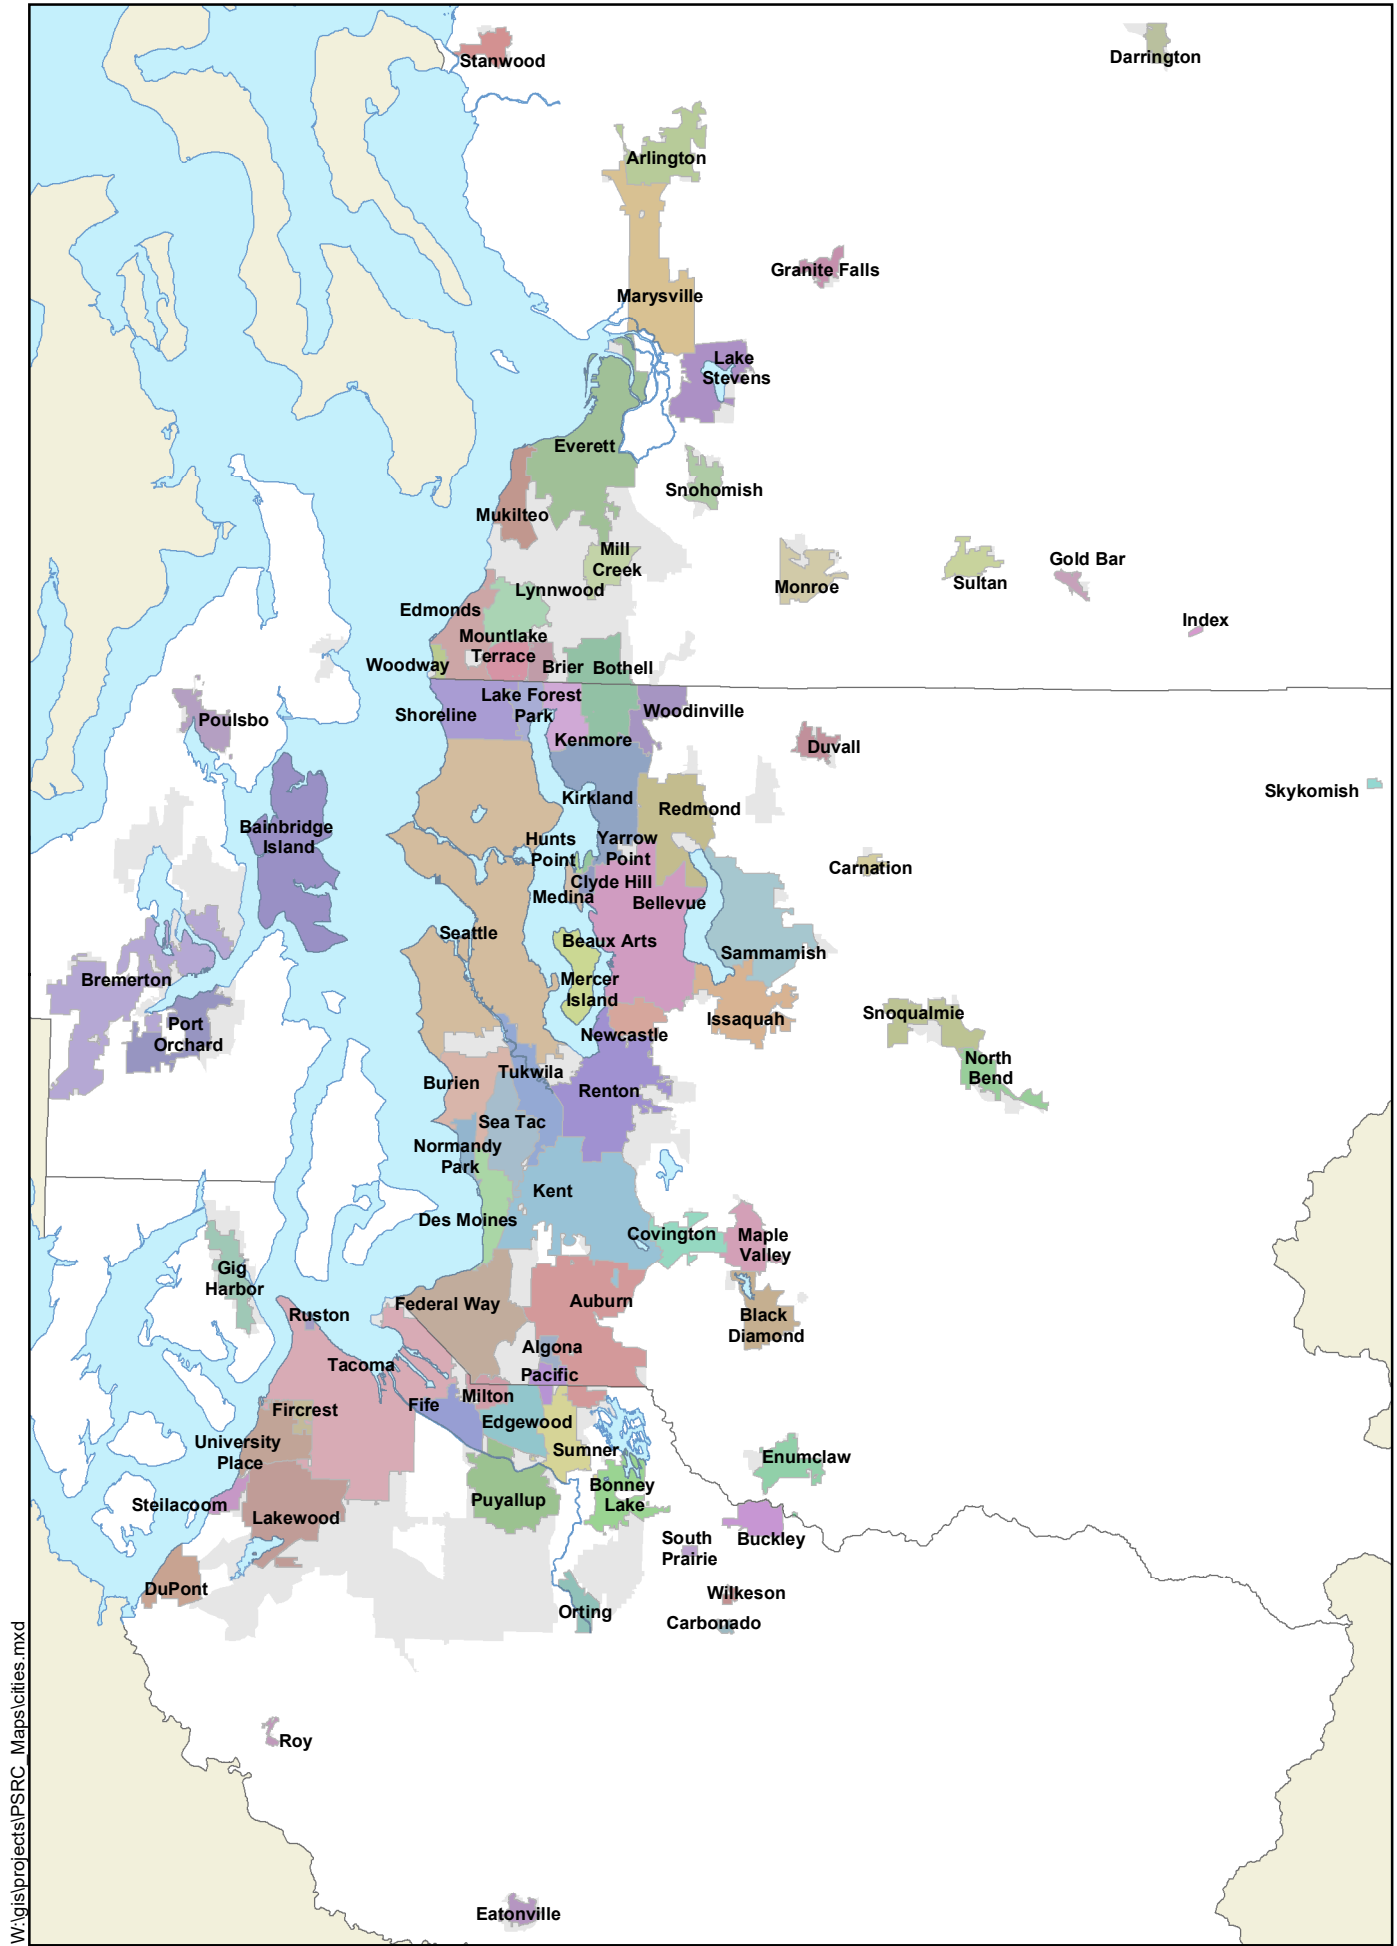 Stanwood
Darrington
Arlington
Granite Falls
Marysville
Lake
Stevens
Everett
Snohomish
Mukilteo
Mill
Creek
Monroe
Sultan
Gold Bar
Index
Lynnwood
Edmonds
Mountlake
Terrace
Woodway
Brier
Bothell
Lake Forest
Park
Shoreline
Woodinville
Poulsbo
Kenmore
Duvall
Skykomish
Kirkland
Redmond
Bainbridge
Island
Hunts
Point
Yarrow
Point
Carnation
Clyde Hill
Medina
Bellevue
Seattle
Beaux Arts
Sammamish
Bremerton
Mercer
Island
Port
Orchard
Issaquah
Snoqualmie
Newcastle
North
Bend
Tukwila
Burien
Renton
Sea Tac
Normandy
Park
Kent
Des Moines
Covington
Maple
Valley
Gig
Harbor
Ruston
Federal Way
Auburn
Black
Diamond
Algona
Tacoma
Pacific
Milton
Fife
Fircrest
Edgewood
University
Place
Sumner
Enumclaw
Bonney
Lake
Puyallup
Steilacoom
Lakewood
South
Prairie
Buckley
DuPont
Wilkeson
Orting
Carbonado
Roy
Eatonville
W:\gis\projects\PSRC_Maps\cities.mxd